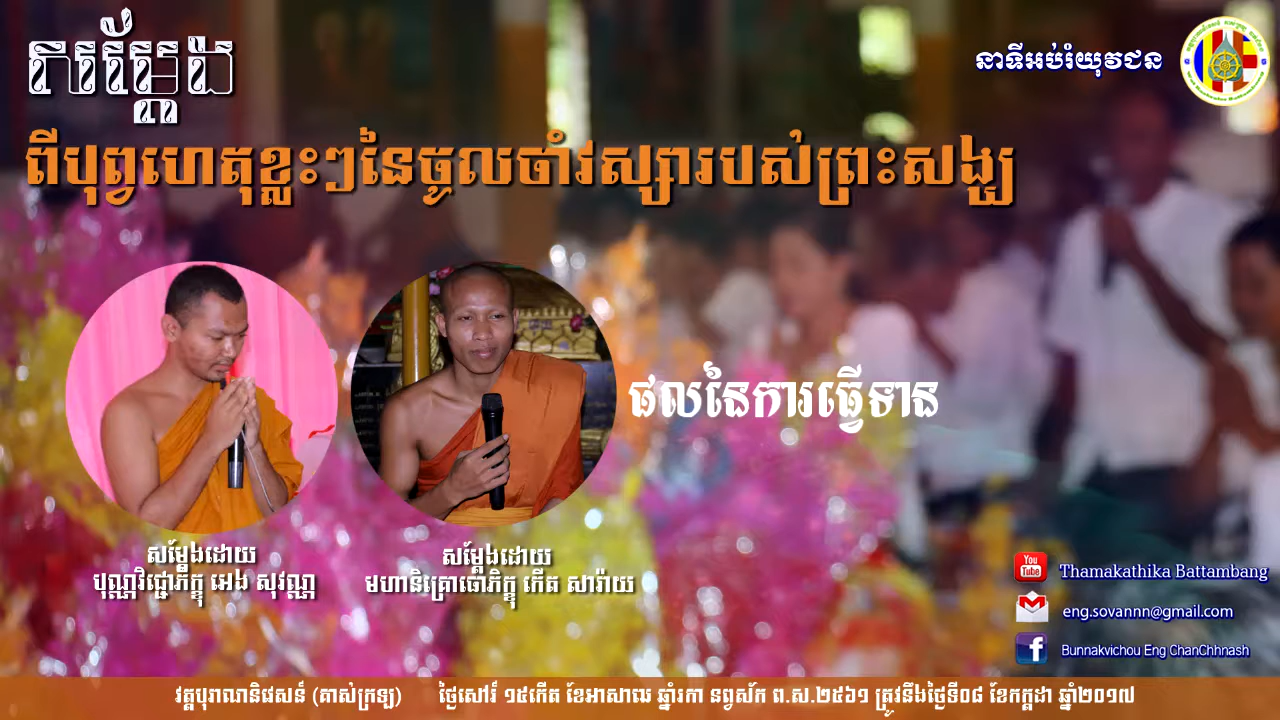 កម្តែង
នាទីអប់រំយុវជន
ពីបុព្វហេតុខ្លះៗនៃចូលចាំវស្សារបស់ព្រះសង្ឃ
ផលនៃការធ្វើទាន
សម្តែងដោយ
បុណ្ណវិជ្ជោភិក្ខុ អេង សុវណ្ណ
សម្តែងដោយ
មហានិគ្រោធោភិក្ខុ កើត សារ៉ាយ
You Tube Thamakathika Battambang
eng.sovannn@gmail.com
f Bunnakvichou Eng ChanChhnash
វត្តបុរាណនិវេសន៍ (គាស់ក្រឡ) ថ្ងៃសៅរ៍ ១៥កើត ខែអាសាឍ ឆ្នាំរកា នព្វស័ក ព.ស.២៥៦១ ត្រូវនឹងថ្ងៃទី០៨ ខែកក្កដា ឆ្នាំ២០១៧